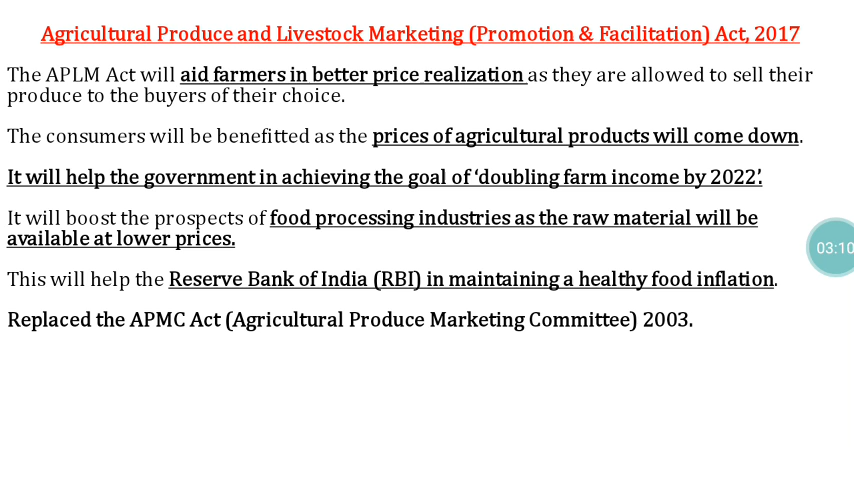 Agricultural Produce and Livestock Marketing (Promotion & Facilitation) Act, 2017
The APLM Act will aid farmers in better price realization as they are allowed to sell their
produce to the buyers of their choice.
The consumers will be benefitted as the prices of agricultural products will come down.
It will help the government in achieving the goal of ‘doubling farm income by 2022’.
It will boost the prospects of food processing industries as the raw material will be
available at lower prices.
03:10
This will help the Reserve Bank of India (RBI) in maintaining a healthy food inflation.
Replaced the APMC Act (Agricultural Produce Marketing Committee) 2003.